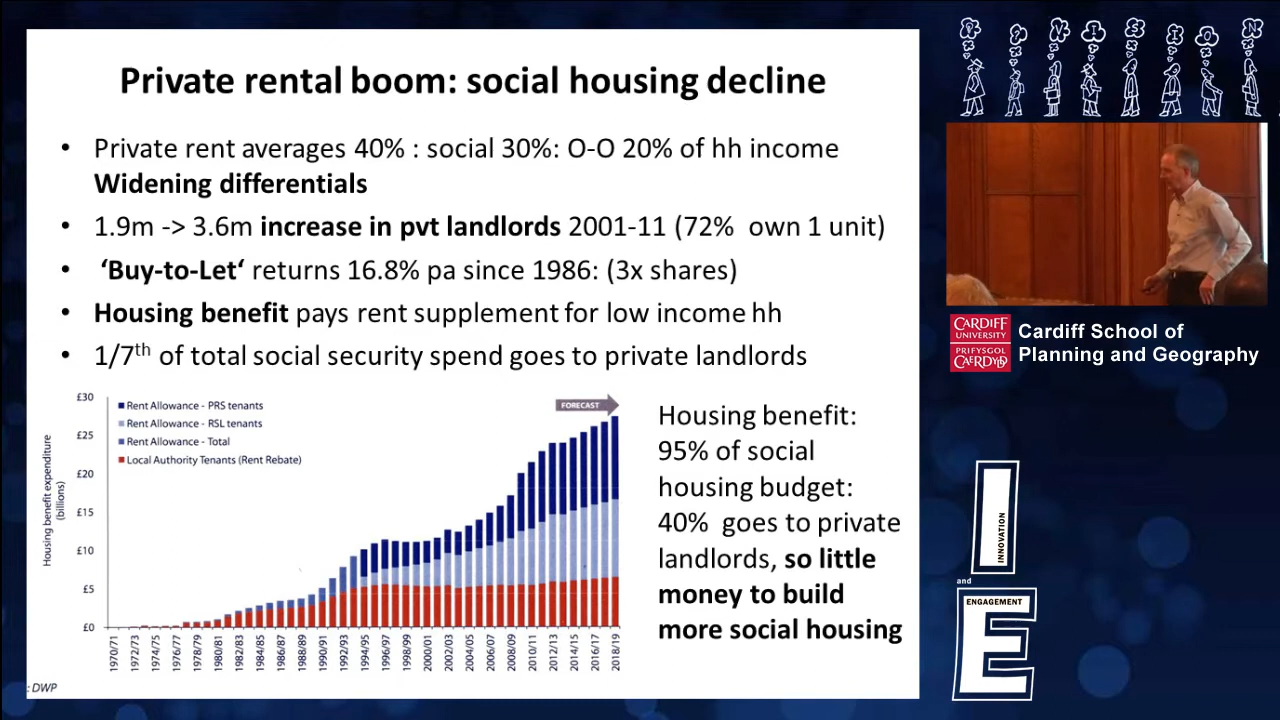 Private rental boom: social housing decline
• Private rent averages 40% : social 30%: O-O 20% of hh income
Widening differentials
• 1.9m -> 3.6m increase in pvt landlords 2001-11 (72% own 1 unit)
• ‘Buy-to-Let‘ returns 16.8% pa since 1986: (3x shares)
• Housing benefit pays rent supplement for low income hh
• 1/7th of total social security spend goes to private landlords
Housing benefit expenditure
(billions)
£30
£25
£20
£15
£10
£5
£0
Rent Allowance - PRS tenants
Rent Allowance - RSL tenants
Rent Allowance - Total
Local Authority Tenants (Rent Rebate)
FORECAST
1970/71
1972/73
1974/75
1976/77
1978/79
1980/81
1982/83
1984/85
1986/87
1988/89
1990/91
1992/93
1994/95
1996/97
1998/99
2000/01
2002/03
2004/05
2006/07
2008/09
2010/11
2012/13
2014/15
2016/17
2018/19
: DWP
Housing benefit:
95% of social
housing budget:
40% goes to private
landlords, so little
money to build
more social housing
CARDIFF
UNIVERSITY
PRIFYSGOL
CAERDYDD
Cardiff School of
Planning and Geography
INNOVATION
and
ENGAGEMENT